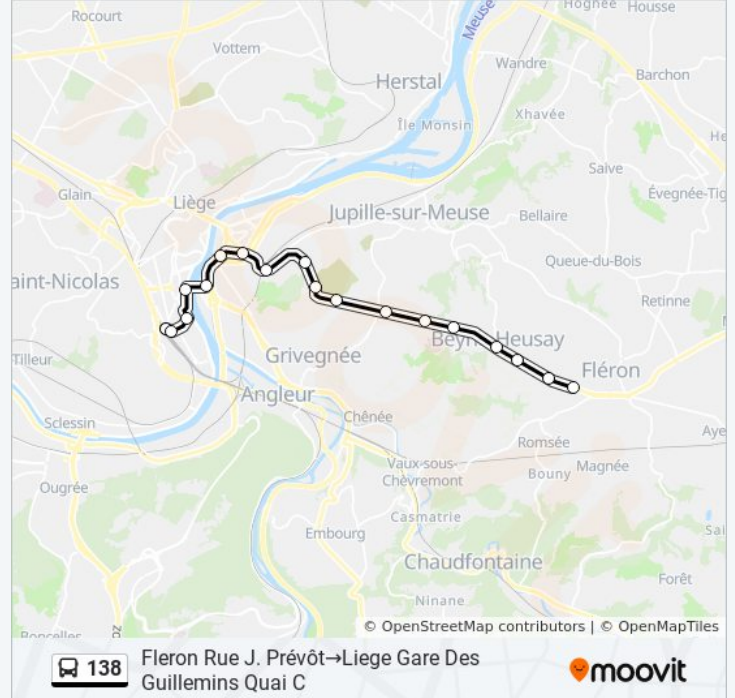 Rocourt
Hognée
Housse
Vottem
Meuse
Wandre
Herstal
Barchon
Xhavée
Île Monsin
He
Glain
Saive
Évegnée-Tig
Liège
Jupille-sur-Meuse
Bellaire
Queue-du-Bois
aint-Nicolas
Retinne
Beyne-Heusay
Tilleur
Grivegnée
Fléron
Angleur
Sclessin
Chênée
Aye
Romsée
Vaux-sous-
Chèvremont
Magnée
Bouny
Ougrée
Casmatrie
Sai
Embourg
Chaudfontaine
Forêt
Ninane
© OpenStreetMap contributors | © OpenMapTiles
138
Fleron Rue J. Prévôt→Liege Gare Des
Guillemins Quai C
moovit